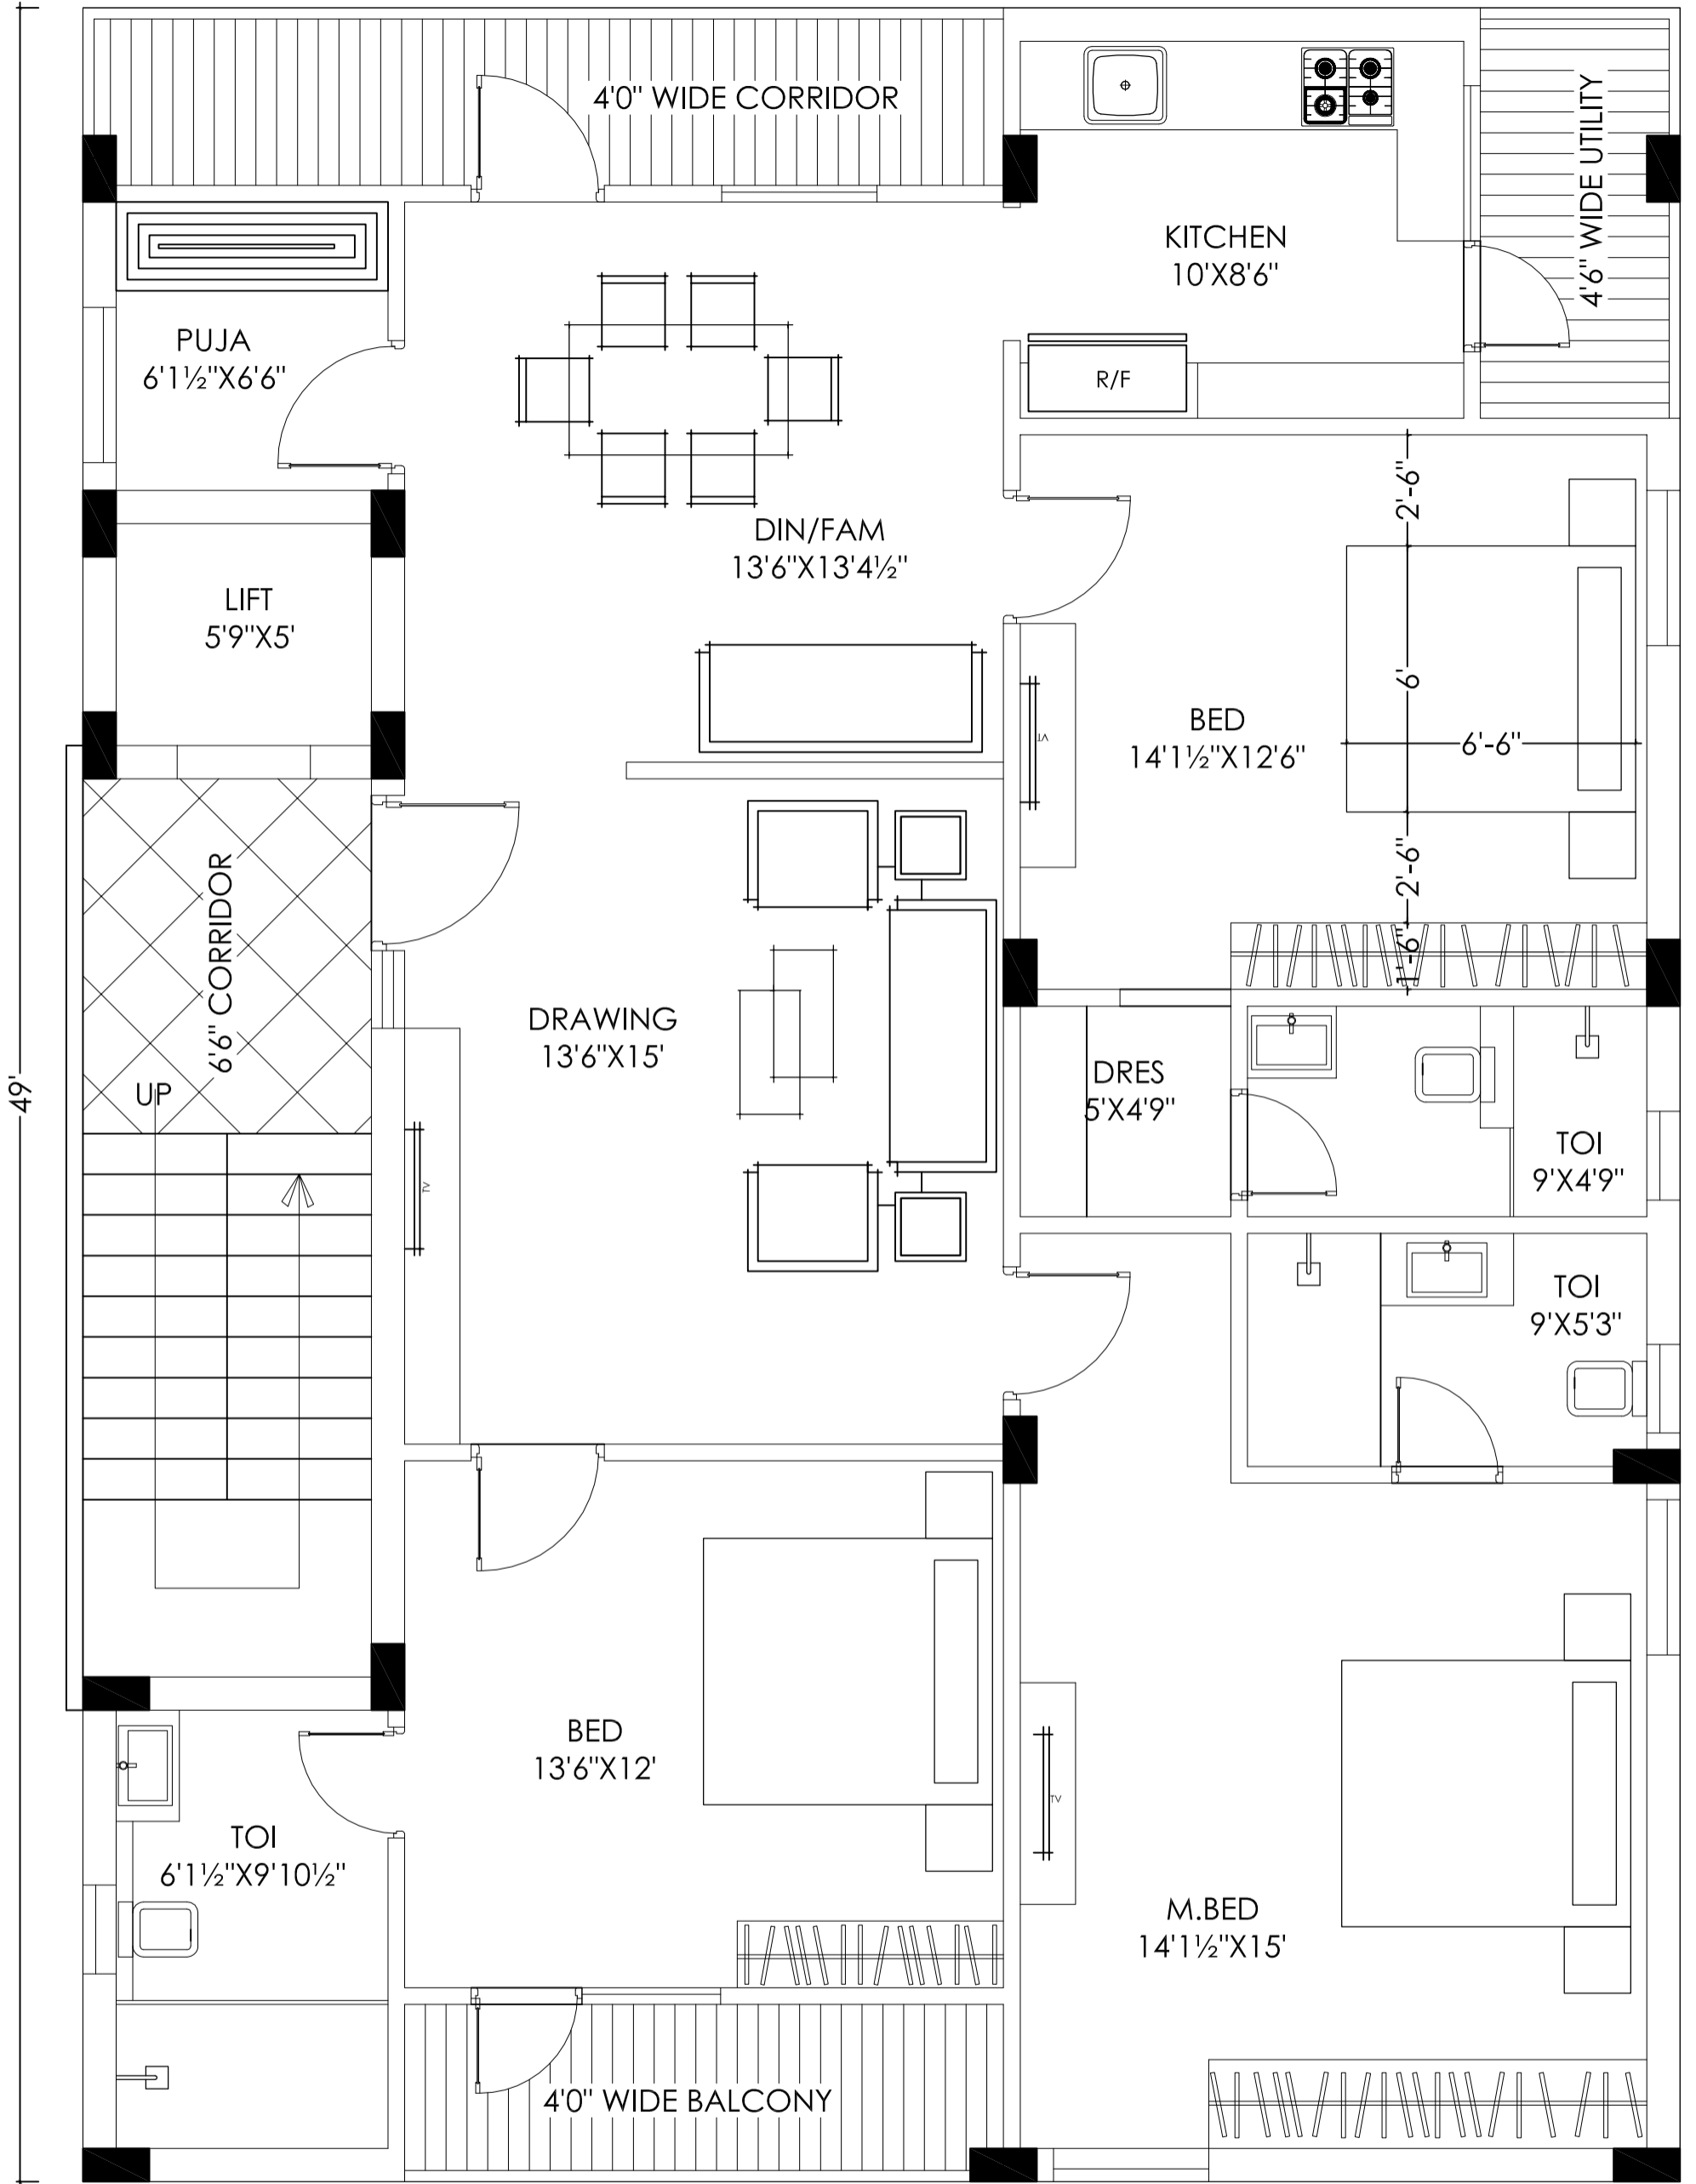 4'0" WIDE CORRIDOR
4'6" WIDE UTILITY
KITCHEN
10'X8'6"
PUJA
6'1½"X6'6"
R/F
2'-6"
DIN/FAM
13'6"X13'4½"
LIFT
5'9"X5'
6'
BED
14'1½"X12'6"
6'-6"
TV
2'-6"
1'-6"
6'6" CORRIDOR
DRAWING
13'6"X15'
UP
49'
DRES
5'X4'9"
TOI
9'X4'9"
TV
TOI
9'X5'3"
BED
13'6"X12'
TV
TOI
6'1½"X9'10½"
M.BED
14'1½"X15'
4'0" WIDE BALCONY